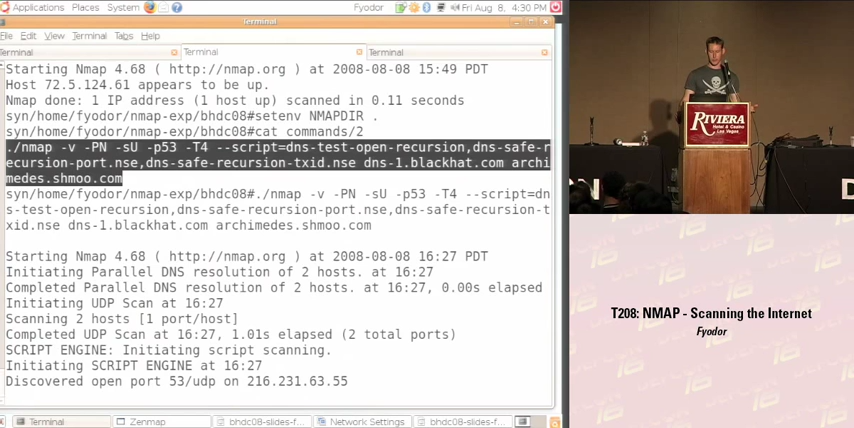 Applications Places System Fyodor Fri Aug 8, 4:30 PM
Terminal
File Edit View Terminal Tabs Help
Terminal Terminal Terminal
Starting Nmap 4.68 ( http://nmap.org ) at 2008-08-08 15:49 PDT
Host 72.5.124.61 appears to be up.
Nmap done: 1 IP address (1 host up) scanned in 0.11 seconds
syn/home/fyodor/nmap-exp/bhdc08#setenv NMAPDIR .
syn/home/fyodor/nmap-exp/bhdc08#cat commands/2
./nmap -v -PN -sU -p53 -T4 --script=dns-test-open-recursion,dns-safe-r
ecursion-port.nse,dns-safe-recursion-txid.nse dns-1.blackhat.com archi
medes.shmoo.com
syn/home/fyodor/nmap-exp/bhdc08#./nmap -v -PN -sU -p53 -T4 --script=dn
s-test-open-recursion,dns-safe-recursion-port.nse,dns-safe-recursion-t
xid.nse dns-1.blackhat.com archimedes.shmoo.com
Starting Nmap 4.68 ( http://nmap.org ) at 2008-08-08 16:27 PDT
Initiating Parallel DNS resolution of 2 hosts. at 16:27
Completed Parallel DNS resolution of 2 hosts. at 16:27, 0.00s elapsed
Initiating UDP Scan at 16:27
Scanning 2 hosts [1 port/host]
Completed UDP Scan at 16:27, 1.01s elapsed (2 total ports)
SCRIPT ENGINE: Initiating script scanning.
Initiating SCRIPT ENGINE at 16:27
Discovered open port 53/udp on 216.231.63.55
Terminal Zenmap bhdc08-slides-f... Network Settings bhdc08-slides-f...
RIVIERA
Hotel & Casino
Las Vegas
T208: NMAP - Scanning the Internet
Fyodor